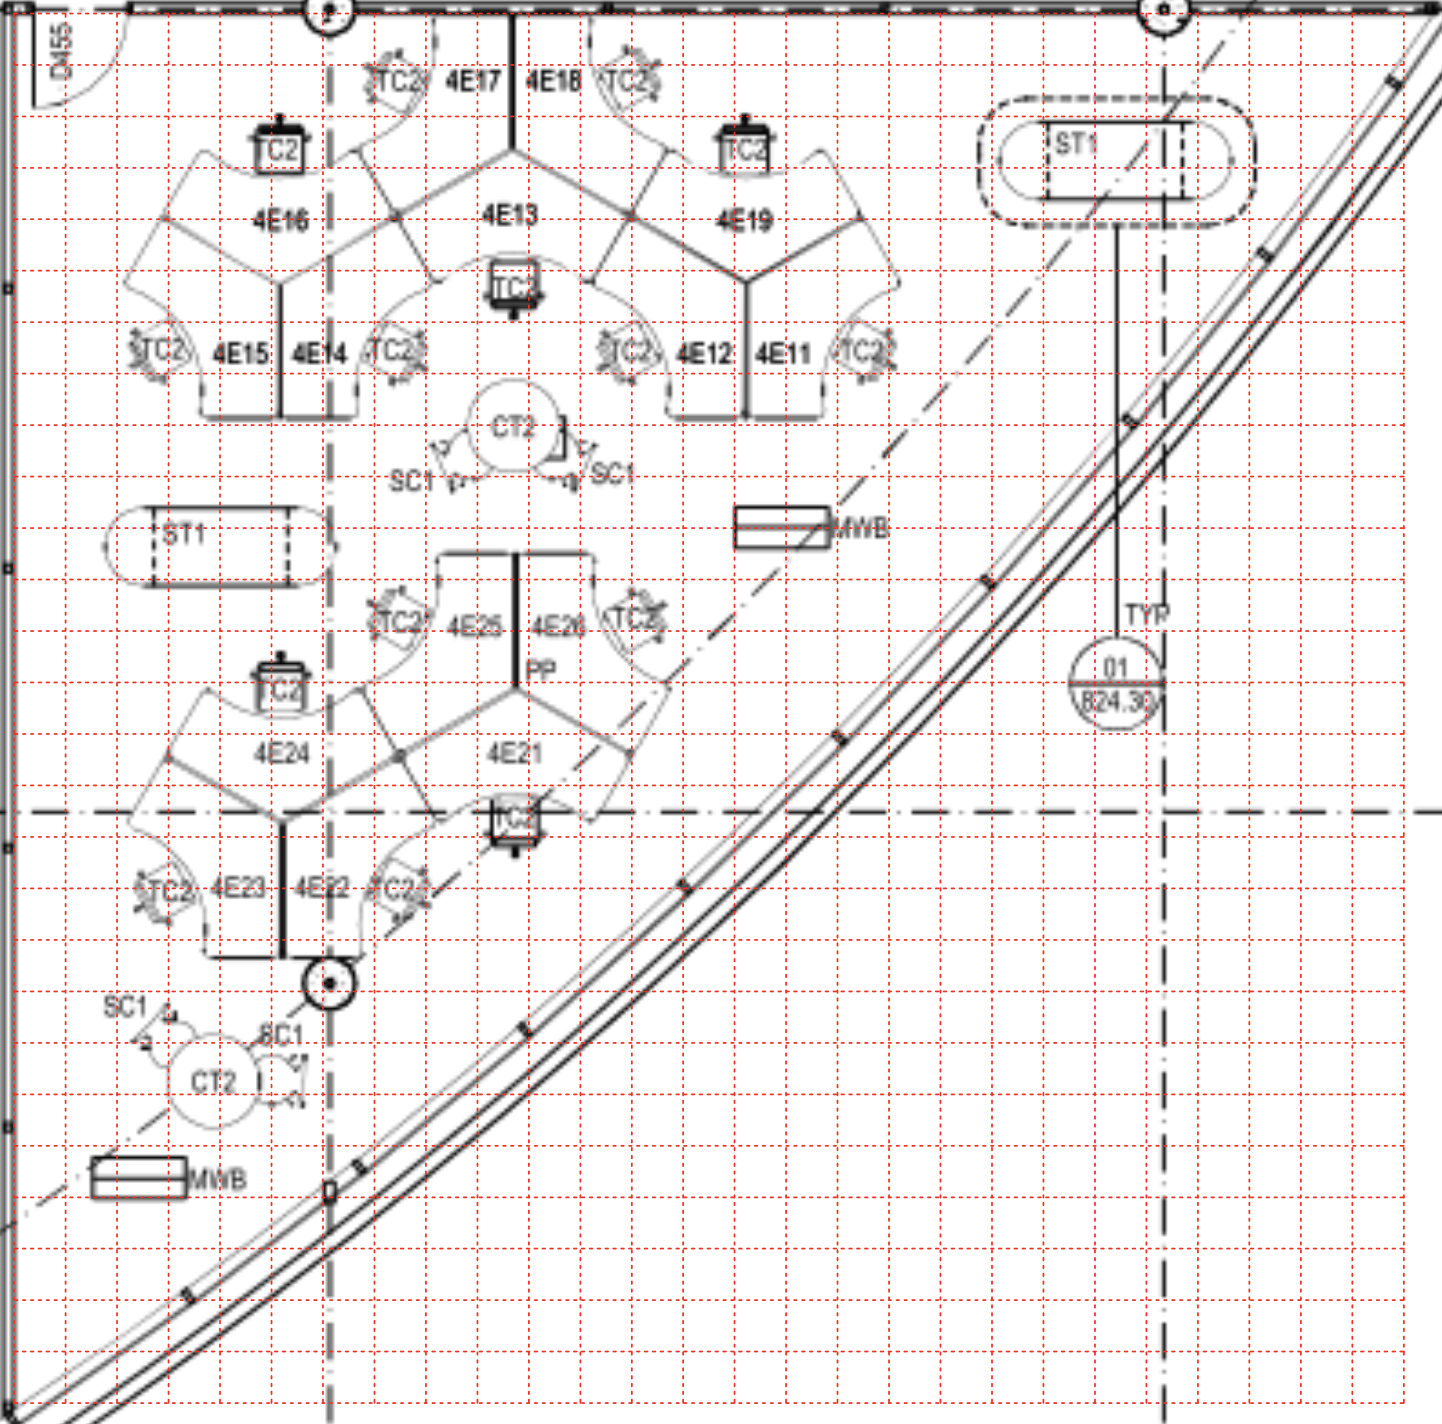 D455
TC2 4E17 4E18 TC2
TC2 TC2 ST1
4E16 4E13 4E19
TC2
TC2 4E15 4E14 TC2 TC2 4E12 4E11 TC2
CT2
SC1 SC1
ST1 MWB
TC2 4E25 4E26 TC2
TYP
PP
01
TC2
824.30
4E24 4E21
TC2
TC2 4E23 4E22 TC2
SC1
SC1
CT2
MWB